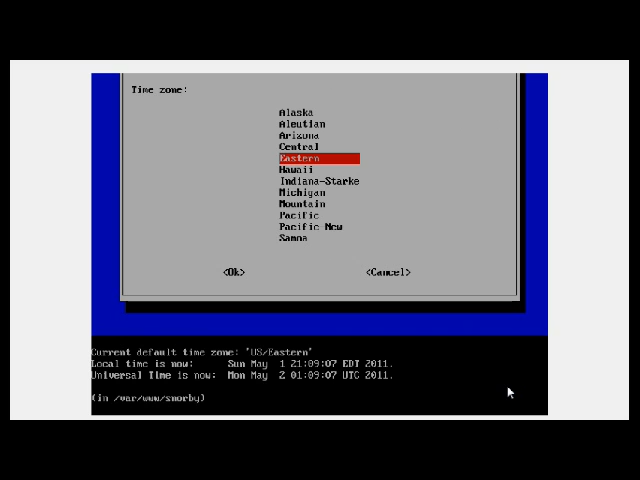 Time zone:
Alaska
Aleutian
Arizona
Central
Eastern
Hawaii
Indiana-Starke
Michigan
Mountain
Pacific
Pacific New
Samoa
<Ok> <Cancel>
Current default time zone: 'US/Eastern'
Local time is now: Sun May 1 21:09:07 EDT 2011.
Universal Time is now: Mon May 2 01:09:07 UTC 2011.
(in /var/www/snorby)